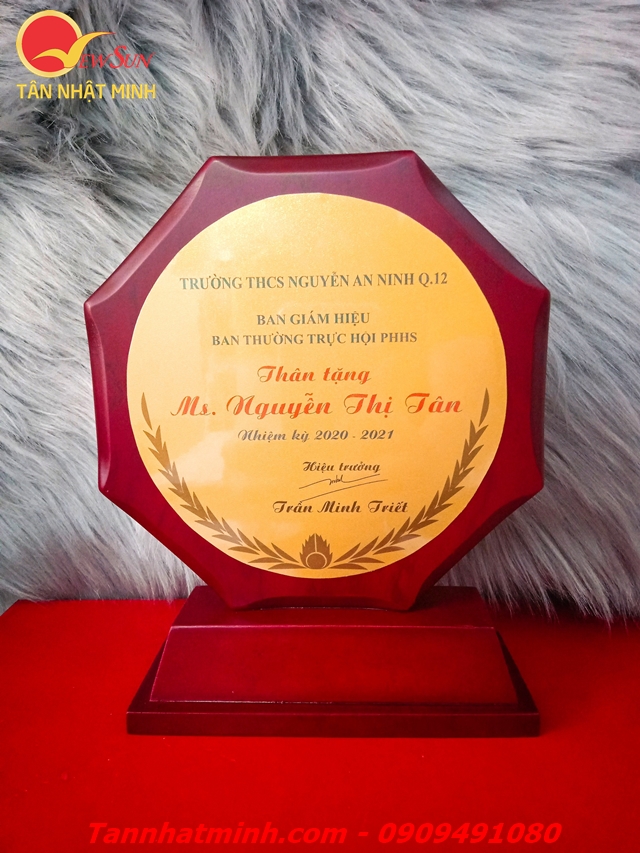 NEWSUN
TÂN NHẬT MINH
TRƯỜNG THCS NGUYỄN AN NINH Q.12
BAN GIÁM HIỆU
BAN THƯỜNG TRỰC HỘI PHHS
Thân tặng
Ms. Nguyễn Thị Tân
Nhiệm kỳ 2020 - 2021
Hiệu trưởng
Trần Minh Triết
Tannhatminh.com - 0909491080